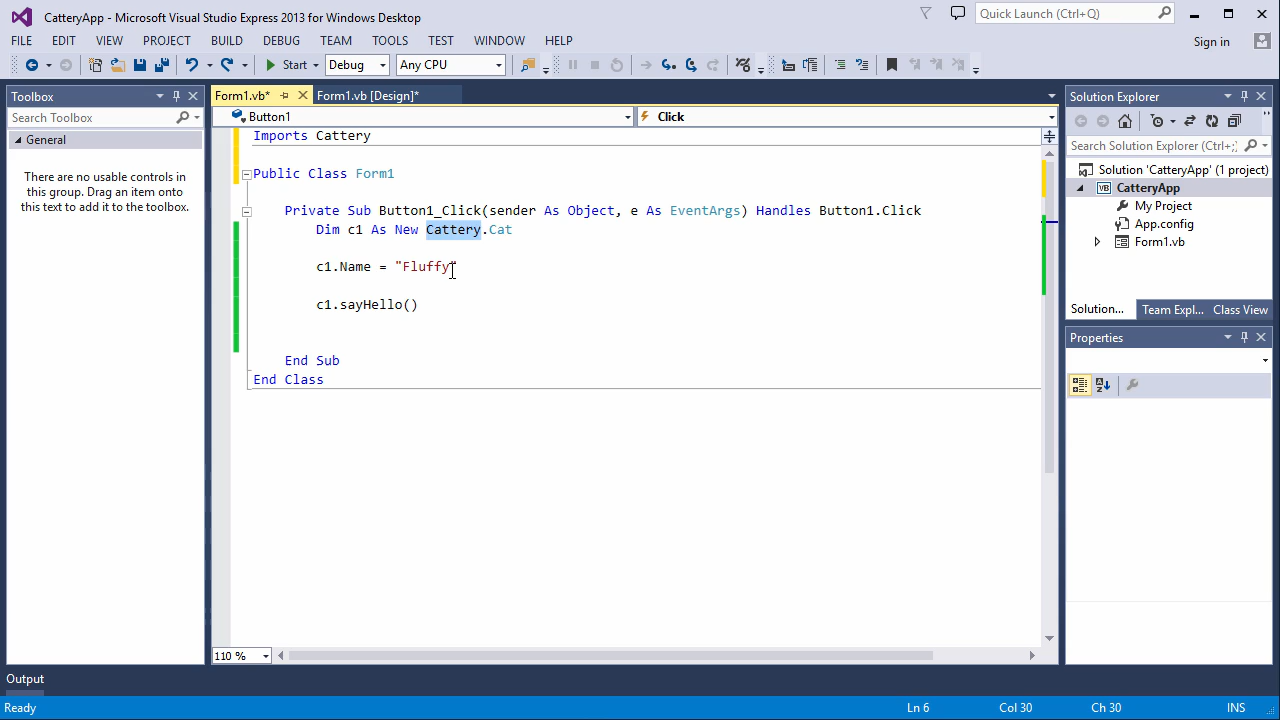 CatteryApp - Microsoft Visual Studio Express 2013 for Windows Desktop
Quick Launch (Ctrl+Q)
FILE EDIT VIEW PROJECT BUILD DEBUG TEAM TOOLS TEST WINDOW HELP
Sign in
Start Debug Any CPU
Toolbox
Search Toolbox
General
There are no usable controls in
this group. Drag an item onto
this text to add it to the toolbox.
Form1.vb* Form1.vb [Design]*
Button1 Click
Imports Cattery
Public Class Form1
Private Sub Button1_Click(sender As Object, e As EventArgs) Handles Button1.Click
Dim c1 As New Cattery.Cat
c1.Name = "Fluffy"
c1.sayHello()
End Sub
End Class
110 %
Solution Explorer
Search Solution Explorer (Ctrl+;)
Solution 'CatteryApp' (1 project)
VB CatteryApp
My Project
App.config
Form1.vb
Solution... Team Expl... Class View
Properties
Output
Ready Ln 6 Col 30 Ch 30 INS